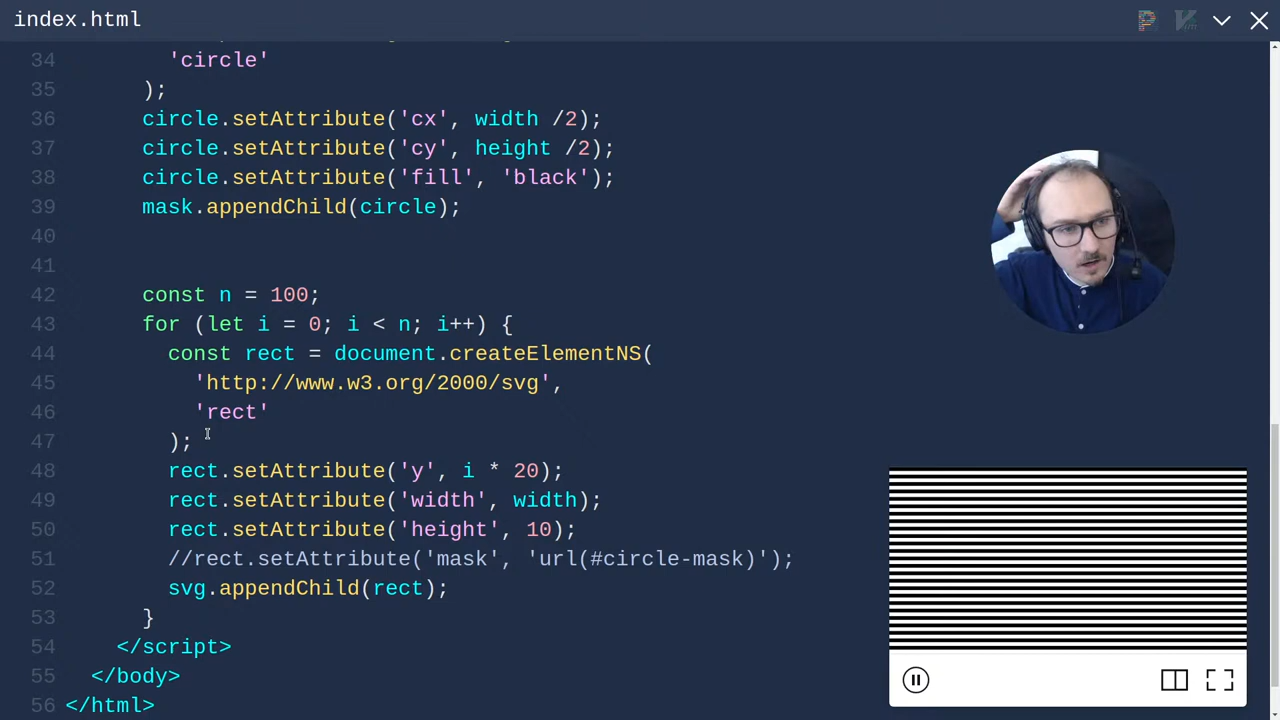 index.html
34 'circle'
35 );
36 circle.setAttribute('cx', width /2);
37 circle.setAttribute('cy', height /2);
38 circle.setAttribute('fill', 'black');
39 mask.appendChild(circle);
40
41
42 const n = 100;
43 for (let i = 0; i < n; i++) {
44 const rect = document.createElementNS(
45 'http://www.w3.org/2000/svg',
46 'rect'
47 );
48 rect.setAttribute('y', i * 20);
49 rect.setAttribute('width', width);
50 rect.setAttribute('height', 10);
51 //rect.setAttribute('mask', 'url(#circle-mask)');
52 svg.appendChild(rect);
53 }
54 </script>
55 </body>
56 </html>